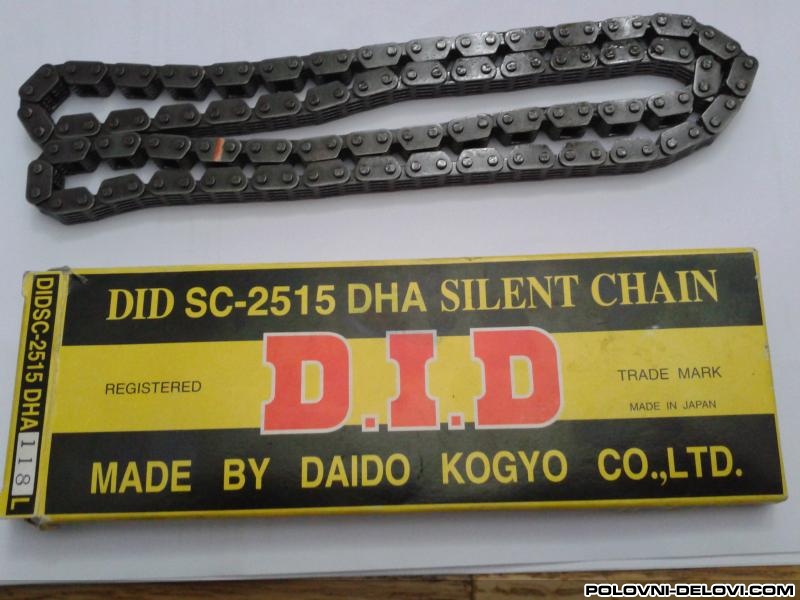 DID SC-2515 DHA SILENT CHAIN
REGISTERED
D.I.D
TRADE MARK
MADE IN JAPAN
MADE BY DAIDO KOGYO CO.,LTD.
DIDSC-2515 DHA 118 L
POLOVNI-DELOVI.COM